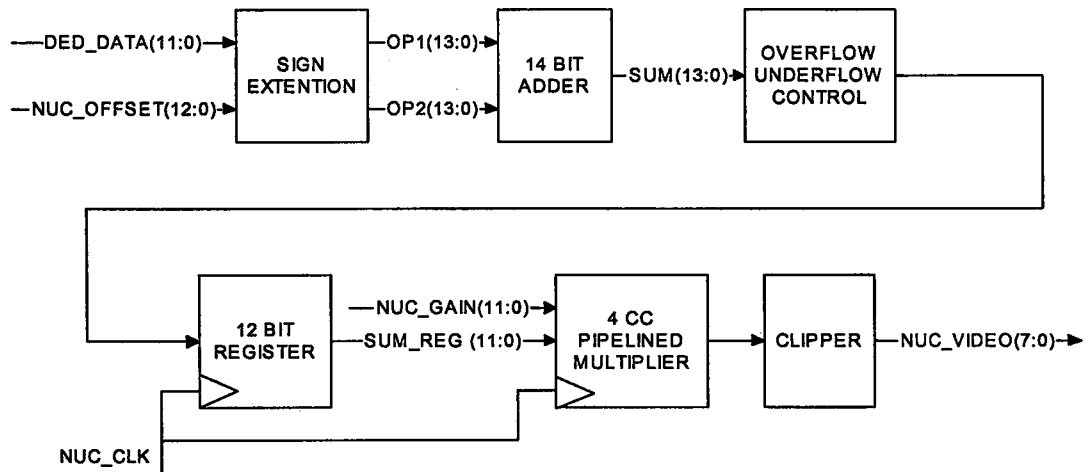 DED_DATA(11:0)
NUC_OFFSET(12:0)
SIGN
EXTENTION
OP1(13:0)
OP2(13:0)
14 BIT
ADDER
SUM(13:0)
OVERFLOW
UNDERFLOW
CONTROL
12 BIT
REGISTER
NUC_GAIN(11:0)
SUM_REG (11:0)
4 CC
PIPELINED
MULTIPLIER
CLIPPER
NUC_VIDEO(7:0)
NUC_CLK